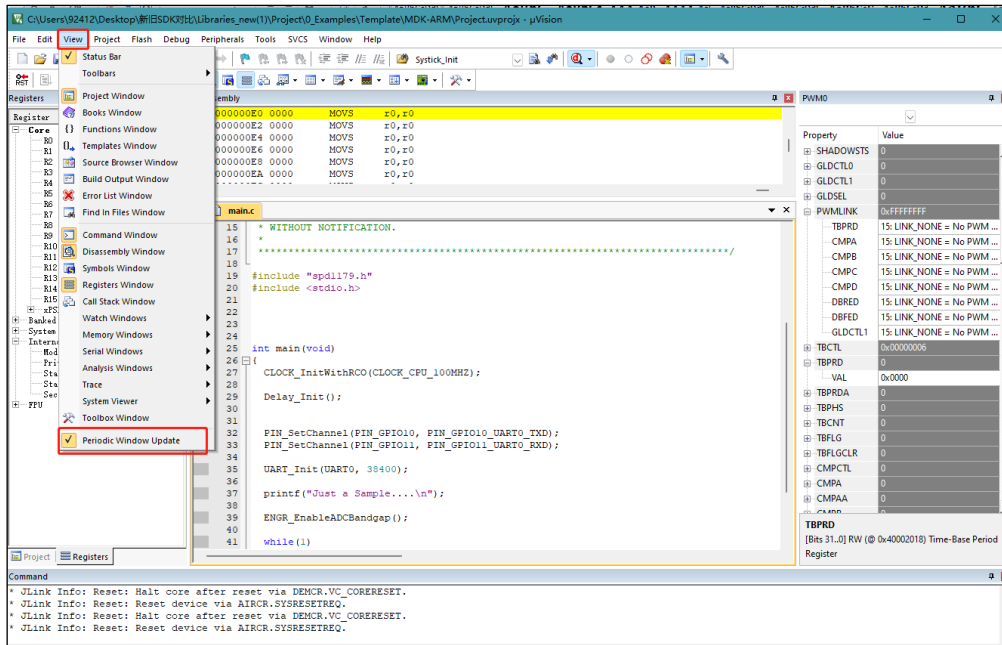 C:\Users\92412\Desktop\新旧SDK对比\Libraries_new(1)\Project\0_Examples\Template\MDK-ARM\Project.uvprojx - µVision
File Edit View Project Flash Debug Peripherals Tools SVCS Window Help
Systick_Init
RST
Status Bar
Toolbars
Project Window
Books Window
Functions Window
Templates Window
Source Browser Window
Build Output Window
Error List Window
Find In Files Window
Command Window
Disassembly Window
Symbols Window
Registers Window
Call Stack Window
Watch Windows
Memory Windows
Serial Windows
Analysis Windows
Trace
System Viewer
Toolbox Window
Periodic Window Update
Registers
Register
Core
R0
R1
R2
R3
R4
R5
R6
R7
R8
R9
R10
R11
R12
R13
R14
R15
xPS
Banked
System
Interna
Mod
Pri
Sta
Sta
Sec
FPU
Project Registers
embly
000000E0 0000 MOVS r0,r0
000000E2 0000 MOVS r0,r0
000000E4 0000 MOVS r0,r0
000000E6 0000 MOVS r0,r0
000000E8 0000 MOVS r0,r0
000000EA 0000 MOVS r0,r0
main.c
15 * WITHOUT NOTIFICATION.
16 *
17 ******************************************************************************/
18
19 #include "spd1179.h"
20 #include <stdio.h>
21
22
23
24
25 int main(void)
26 {
27 CLOCK_InitWithRCO(CLOCK_CPU_100MHZ);
28
29 Delay_Init();
30
31
32 PIN_SetChannel(PIN_GPIO10, PIN_GPIO10_UART0_TXD);
33 PIN_SetChannel(PIN_GPIO11, PIN_GPIO11_UART0_RXD);
34
35 UART_Init(UART0, 38400);
36
37 printf("Just a Sample....\n");
38
39 ENGR_EnableADCBandgap();
40
41 while(1)
PWM0
Property Value
SHADOWSTS 0
GLDCTL0 0
GLDCTL1 0
GLDSEL 0
PWMLINK 0xFFFFFFFF
TBPRD 15: LINK_NONE = No PWM ...
CMPA 15: LINK_NONE = No PWM ...
CMPB 15: LINK_NONE = No PWM ...
CMPC 15: LINK_NONE = No PWM ...
CMPD 15: LINK_NONE = No PWM ...
DBRED 15: LINK_NONE = No PWM ...
DBFED 15: LINK_NONE = No PWM ...
GLDCTL1 15: LINK_NONE = No PWM ...
TBCTL 0x00000006
TBPRD 0
VAL 0x0000
TBPRDA 0
TBPHS 0
TBCNT 0
TBFLG 0
TBFLGCLR 0
CMPCTL 0
CMPA 0
CMPAA 0
TBPRD
[Bits 31..0] RW (@ 0x40002018) Time-Base Period
Register
Command
* JLink Info: Reset: Halt core after reset via DEMCR.VC_CORERESET.
* JLink Info: Reset: Reset device via AIRCR.SYSRESETREQ.
* JLink Info: Reset: Halt core after reset via DEMCR.VC_CORERESET.
* JLink Info: Reset: Reset device via AIRCR.SYSRESETREQ.